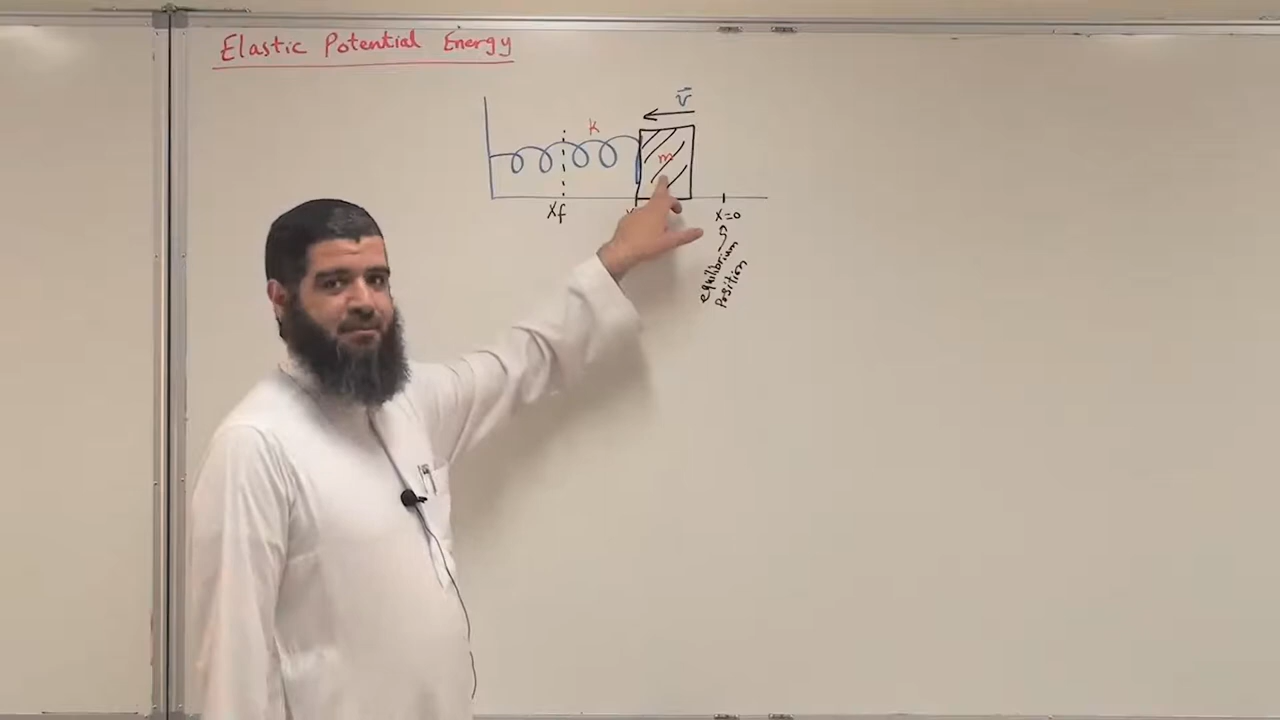 Elastic Potential Energy
v⃗
k
m
xf
x=0
equilibrium
position